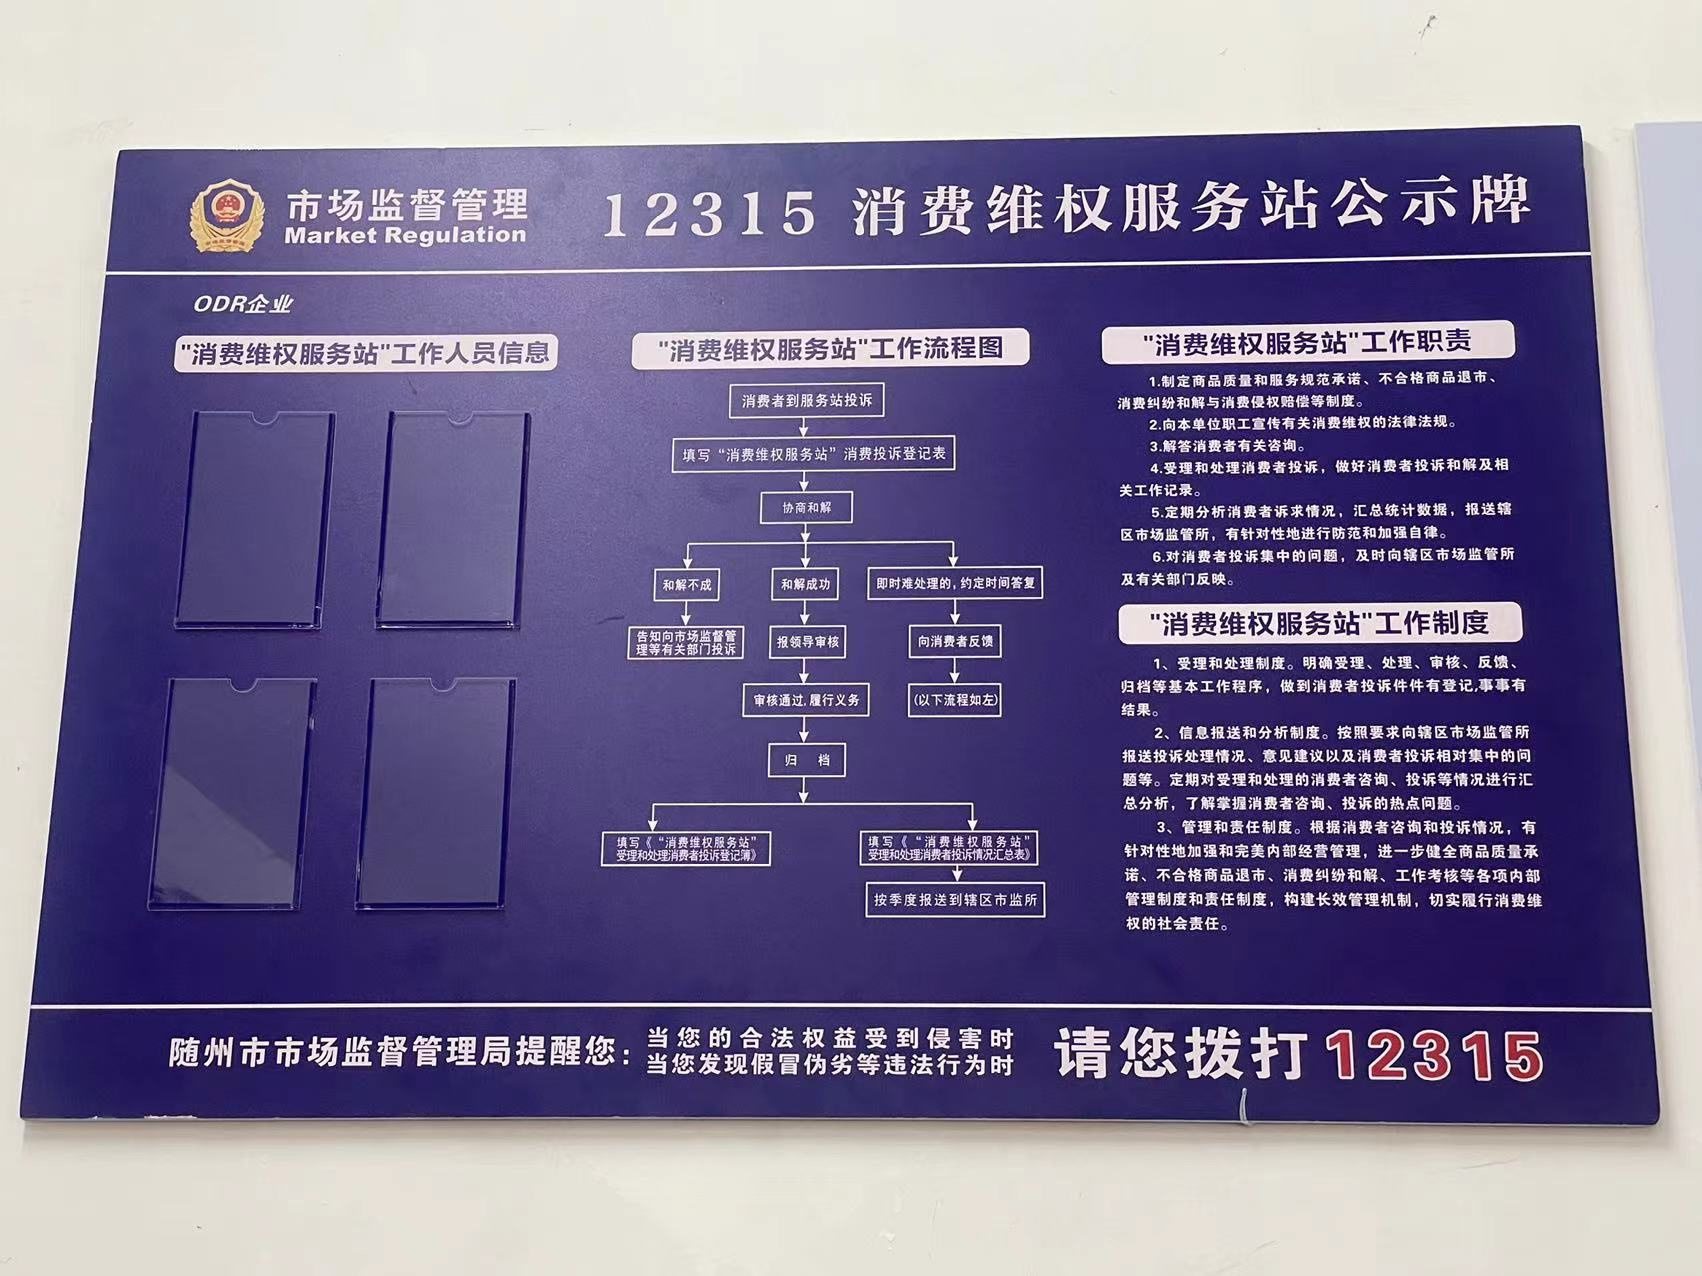 市场监督管理
Market Regulation
12315 消费维权服务站公示牌
ODR企业
"消费维权服务站"工作人员信息
"消费维权服务站"工作流程图
消费者到服务站投诉
填写“消费维权服务站”消费投诉登记表
协商和解
和解不成
和解成功
即时难处理的,约定时间答复
告知向市场监督管
理等有关部门投诉
报领导审核
向消费者反馈
审核通过,履行义务
(以下流程如左)
归 档
填写《“消费维权服务站”
受理和处理消费者投诉登记簿》
填写《“消费维权服务站”
受理和处理消费者投诉情况汇总表》
按季度报送到辖区市监所
"消费维权服务站"工作职责
1.制定商品质量和服务规范承诺、不合格商品退市、
消费纠纷和解与消费侵权赔偿等制度。
2.向本单位职工宣传有关消费维权的法律法规。
3.解答消费者有关咨询。
4.受理和处理消费者投诉，做好消费者投诉和解及相
关工作记录。
5.定期分析消费者诉求情况，汇总统计数据，报送辖
区市场监管所，有针对性地进行防范和加强自律。
6.对消费者投诉集中的问题，及时向辖区市场监管所
及有关部门反映。
"消费维权服务站"工作制度
1、受理和处理制度。明确受理、处理、审核、反馈、
归档等基本工作程序，做到消费者投诉件件有登记,事事有
结果。
2、信息报送和分析制度。按照要求向辖区市场监管所
报送投诉处理情况、意见建议以及消费者投诉相对集中的问
题等。定期对受理和处理的消费者咨询、投诉等情况进行汇
总分析，了解掌握消费者咨询、投诉的热点问题。
3、管理和责任制度。根据消费者咨询和投诉情况，有
针对性地加强和完美内部经营管理，进一步健全商品质量承
诺、不合格商品退市、消费纠纷和解、工作考核等各项内部
管理制度和责任制度，构建长效管理机制，切实履行消费维
权的社会责任。
随州市市场监督管理局提醒您：
当您的合法权益受到侵害时
当您发现假冒伪劣等违法行为时
请您拨打12315